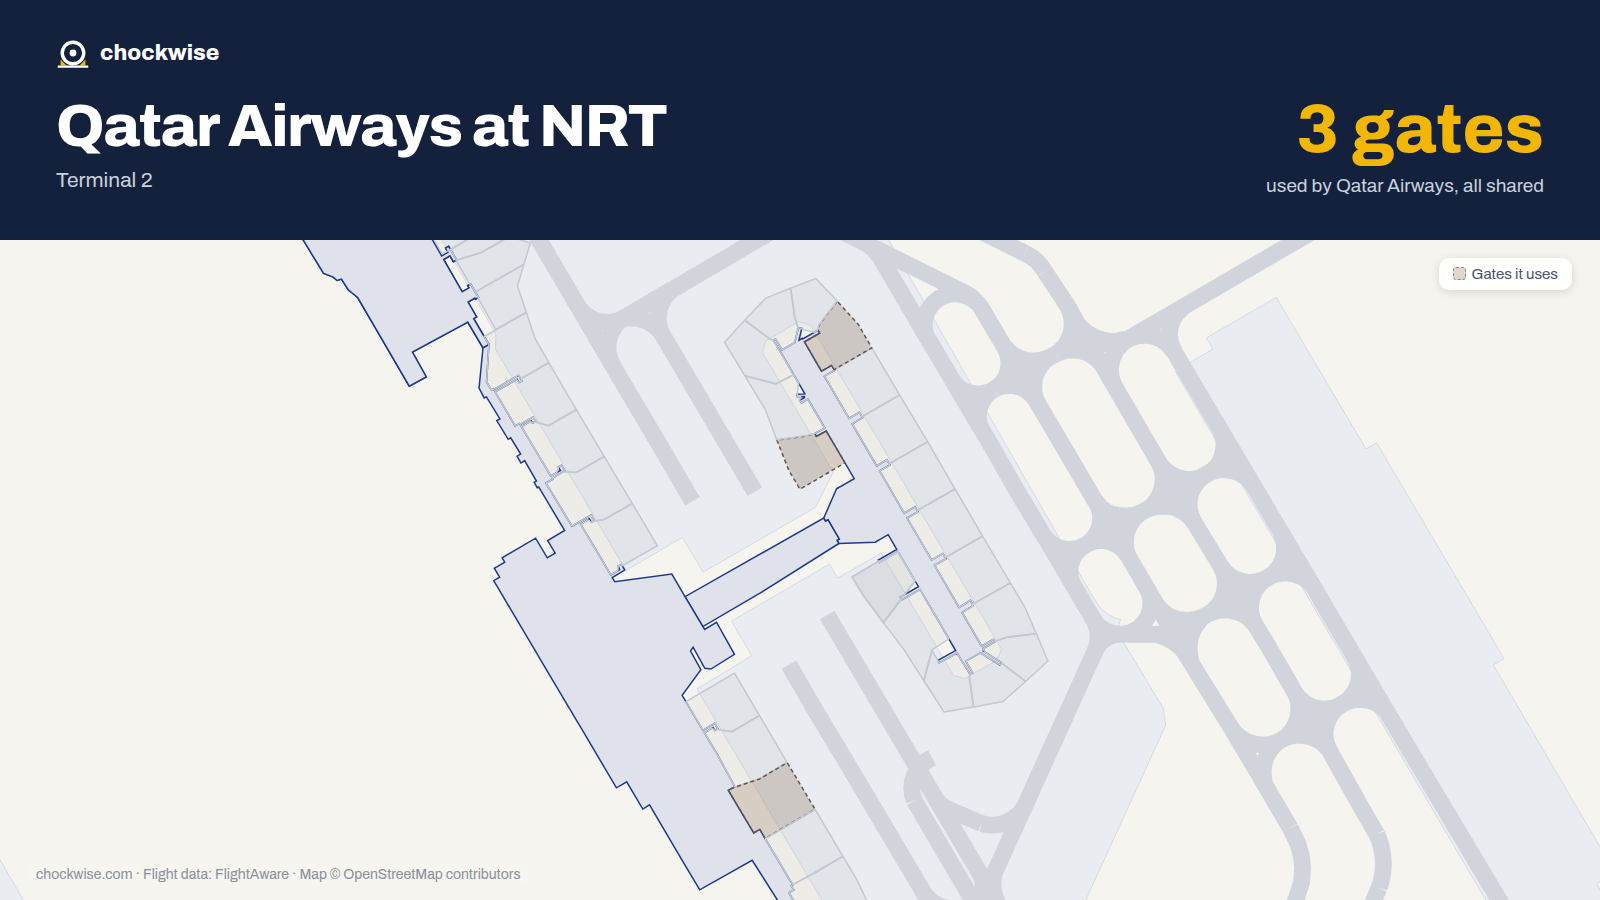 chockwise
Qatar Airways at NRT
Terminal 2
3 gates
used by Qatar Airways, all shared
Gates it uses
chockwise.com · Flight data: FlightAware · Map © OpenStreetMap contributors